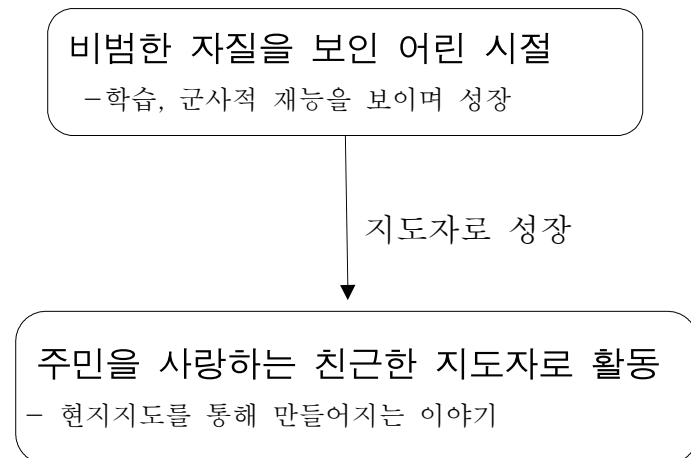 비범한 자질을 보인 어린 시절
-학습, 군사적 재능을 보이며 성장
지도자로 성장
주민을 사랑하는 친근한 지도자로 활동
- 현지지도를 통해 만들어지는 이야기